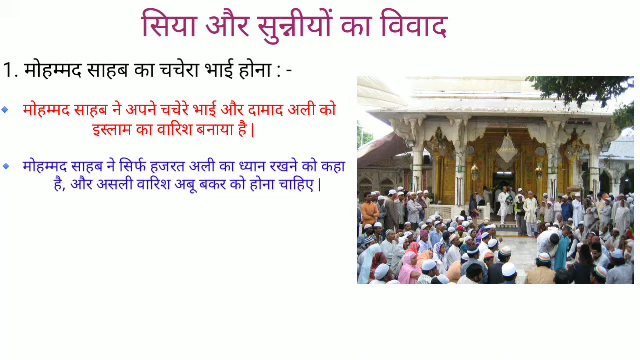 सिया और सुन्नीयों का विवाद
1. मोहम्मद साहब का चचेरा भाई होना : -
मोहम्मद साहब ने अपने चचेरे भाई और दामाद अली को
इस्लाम का वारिश बनाया है |
मोहम्मद साहब ने सिर्फ हजरत अली का ध्यान रखने को कहा
है, और असली वारिश अबू बकर को होना चाहिए |